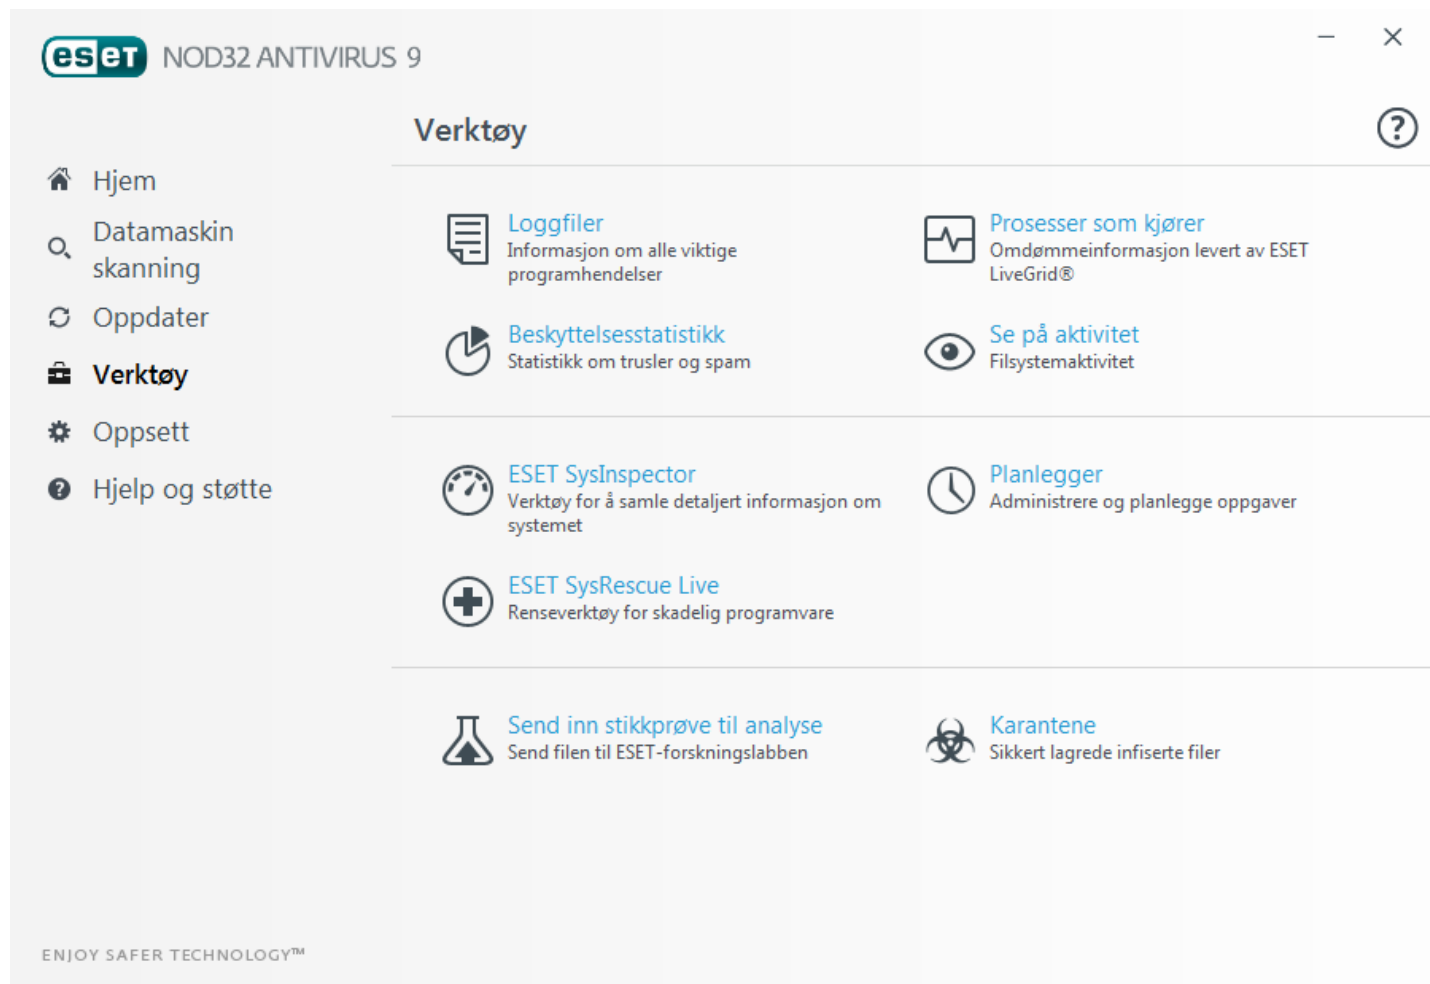 eset NOD32 ANTIVIRUS 9
Verktøy
Hjem
Datamaskin
skanning
Oppdater
Verktøy
Oppsett
Hjelp og støtte
Loggfiler
Informasjon om alle viktige
programhendelser
Prosesser som kjører
Omdømmeinformasjon levert av ESET
LiveGrid®
Beskyttelsesstatistikk
Statistikk om trusler og spam
Se på aktivitet
Filsystemaktivitet
ESET SysInspector
Verktøy for å samle detaljert informasjon om
systemet
Planlegger
Administrere og planlegge oppgaver
ESET SysRescue Live
Renseverktøy for skadelig programvare
Send inn stikkprøve til analyse
Send filen til ESET-forskningslabben
Karantene
Sikkert lagrede infiserte filer
ENJOY SAFER TECHNOLOGY™